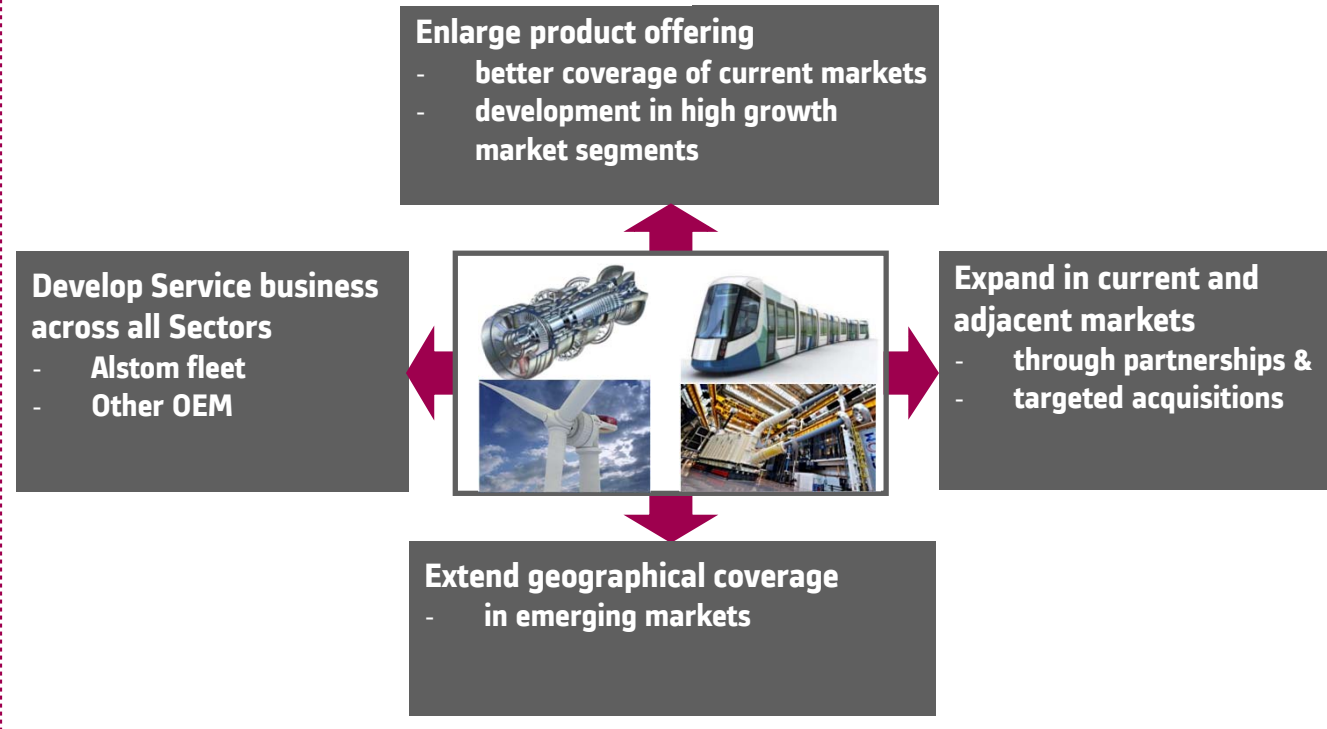 Enlarge product offering
- better coverage of current markets
- development in high growth
market segments
Develop Service business
across all Sectors
- Alstom fleet
- Other OEM
Expand in current and
adjacent markets
- through partnerships &
- targeted acquisitions
Extend geographical coverage
- in emerging markets